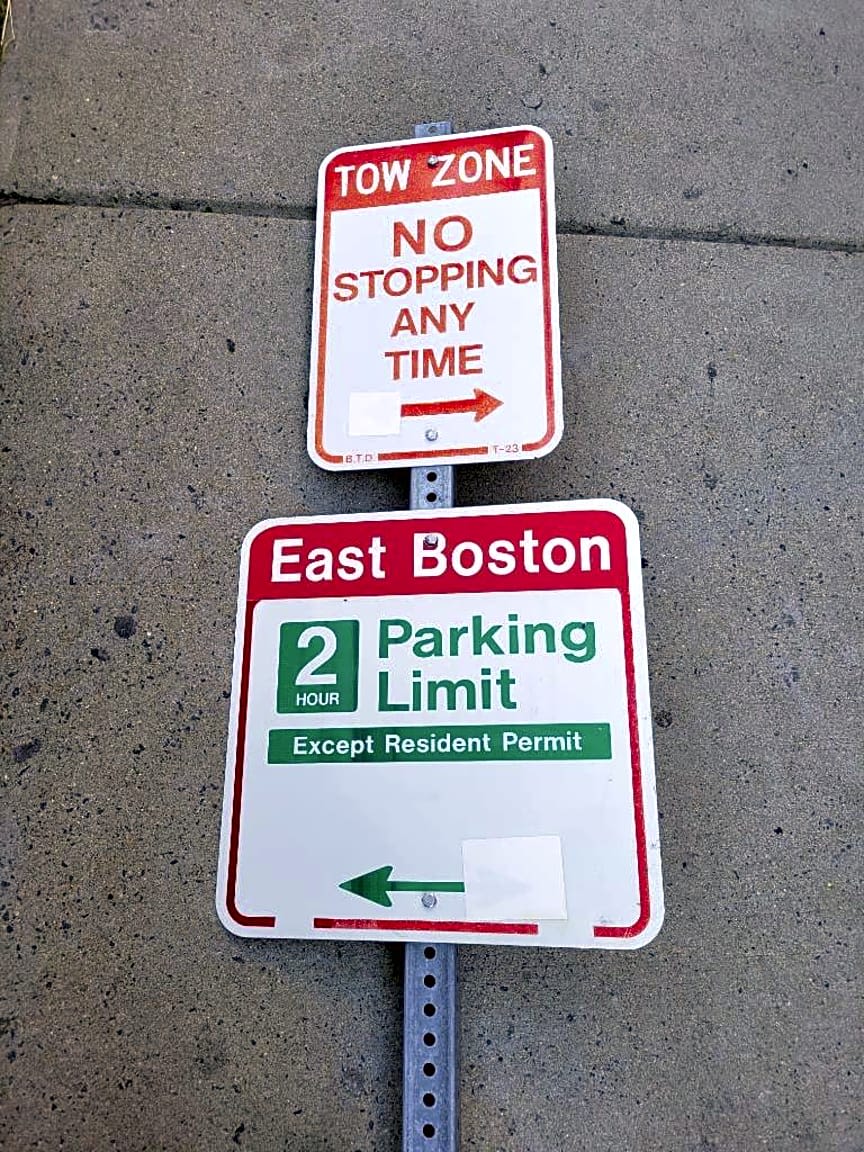 TOW ZONE
NO
STOPPING
ANY
TIME
B.T.D. T-23
East Boston
2 HOUR
Parking
Limit
Except Resident Permit